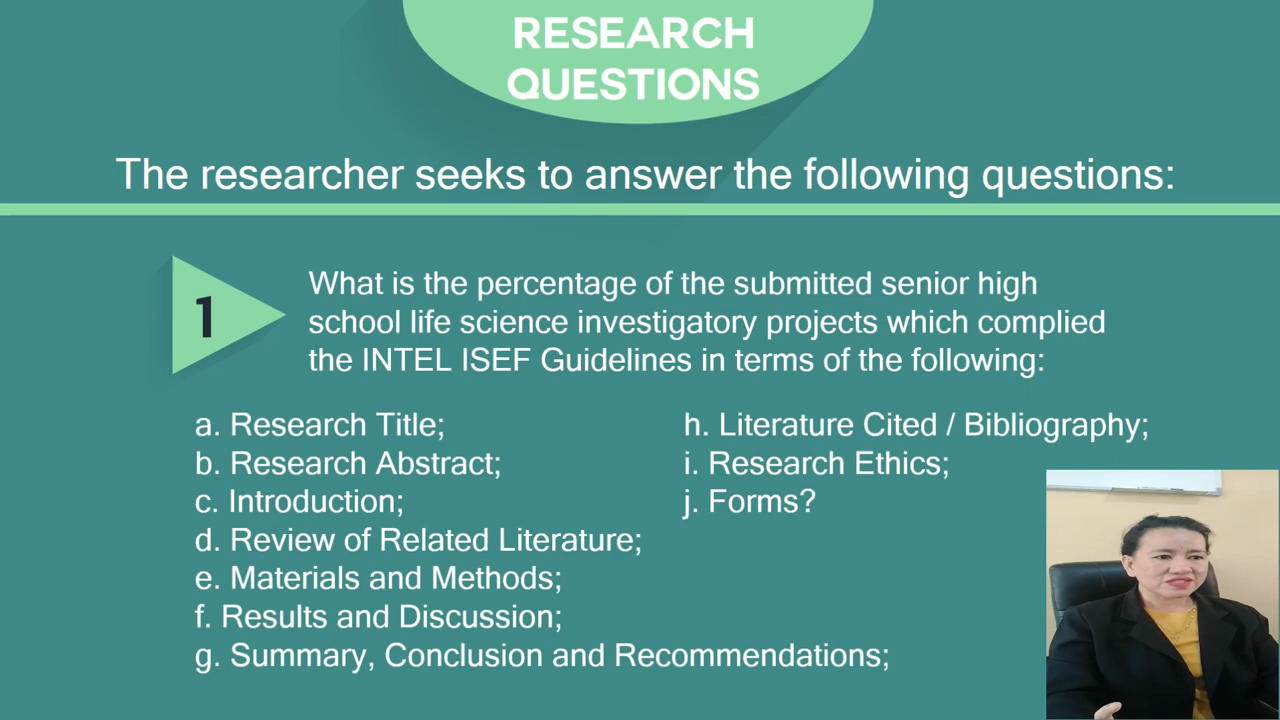 RESEARCH
QUESTIONS
The researcher seeks to answer the following questions:
1
What is the percentage of the submitted senior high
school life science investigatory projects which complied
the INTEL ISEF Guidelines in terms of the following:
a. Research Title;
b. Research Abstract;
c. Introduction;
d. Review of Related Literature;
e. Materials and Methods;
f. Results and Discussion;
g. Summary, Conclusion and Recommendations;
h. Literature Cited / Bibliography;
i. Research Ethics;
j. Forms?